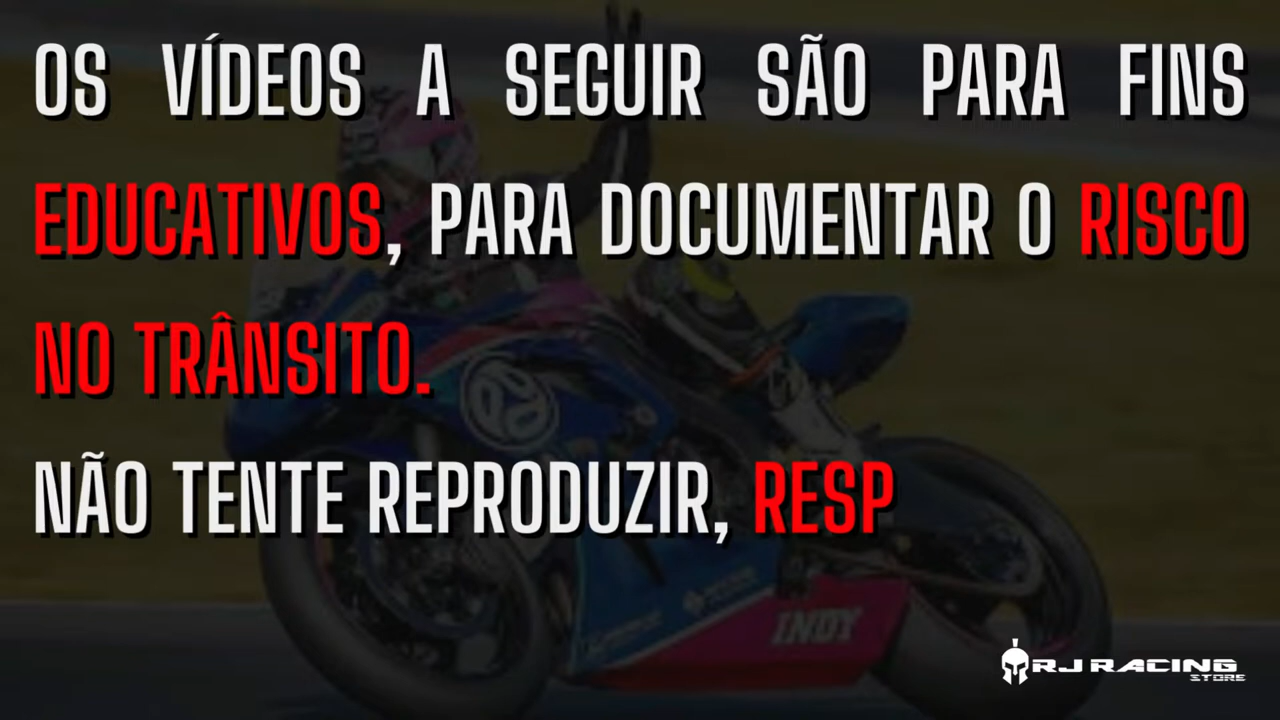 OS VÍDEOS A SEGUIR SÃO PARA FINS
EDUCATIVOS, PARA DOCUMENTAR O RISCO
NO TRÂNSITO.
NÃO TENTE REPRODUZIR, RESP
INDY
RJ RACING
STORE